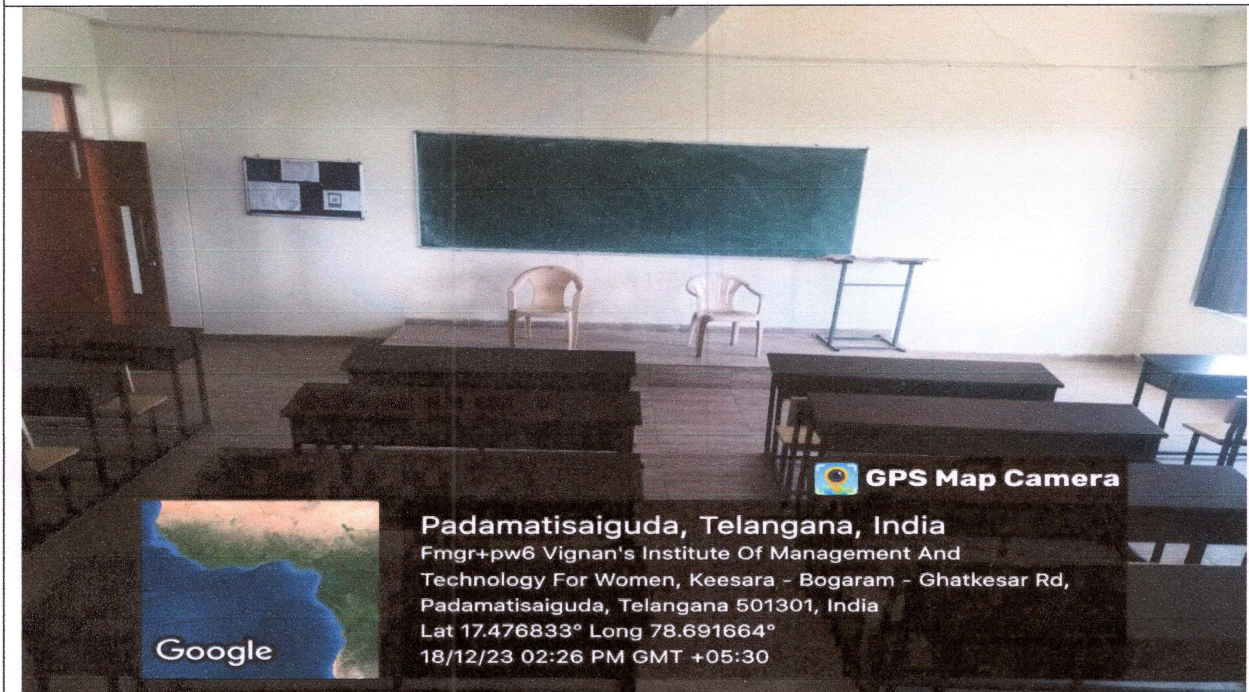 GPS Map Camera
Padamatisaiguda, Telangana, India
Fmgr+pw6 Vignan's Institute Of Management And
Technology For Women, Keesara - Bogaram - Ghatkesar Rd,
Padamatisaiguda, Telangana 501301, India
Lat 17.476833° Long 78.691664°
18/12/23 02:26 PM GMT +05:30
Google